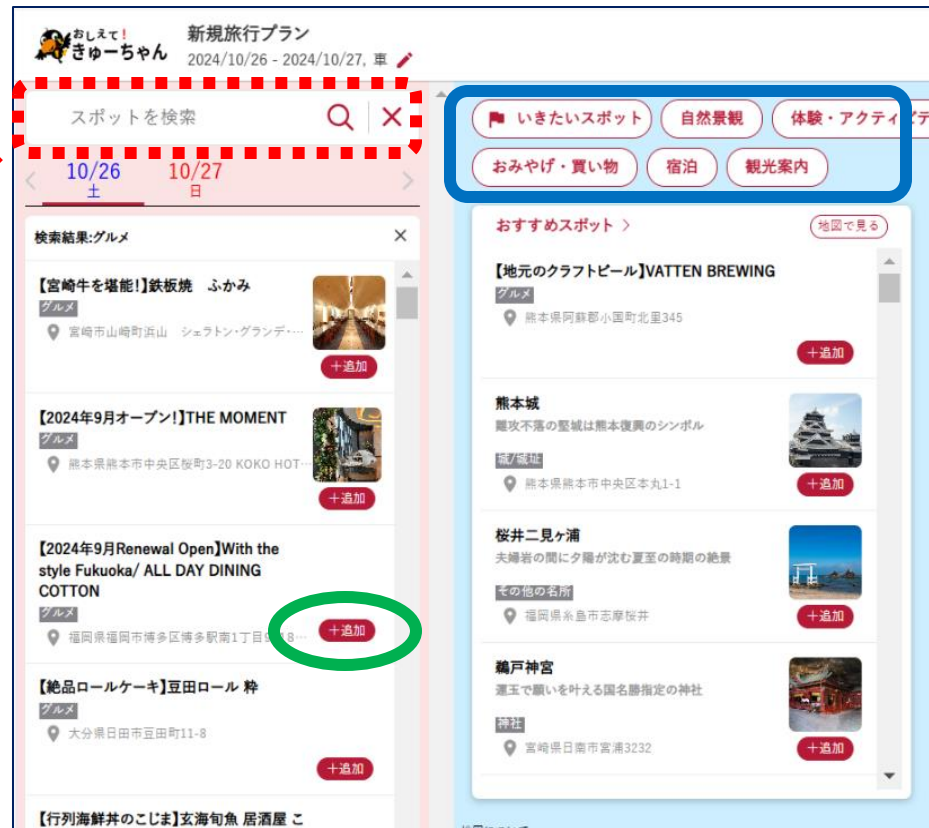 おしえて!
きゅーちゃん
新規旅行プラン
2024/10/26 - 2024/10/27, 車
スポットを検索
10/26
土
10/27
日
検索結果:グルメ
【宮崎牛を堪能!】鉄板焼 ふかみ
グルメ
宮崎市山崎町浜山 シェラトン・グランデ・…
+追加
【2024年9月オープン!】THE MOMENT
グルメ
熊本県熊本市中央区桜町3-20 KOKO HOT…
+追加
【2024年9月Renewal Open】With the
style Fukuoka/ ALL DAY DINING
COTTON
グルメ
福岡県福岡市博多区博多駅南1丁目9 18…
+追加
【絶品ロールケーキ】豆田ロール 粋
グルメ
大分県日田市豆田町11-8
+追加
【行列海鮮丼のこじま】玄海旬魚 居酒屋 こ
いきたいスポット
自然景観
体験・アクティビテ
おみやげ・買い物
宿泊
観光案内
おすすめスポット >
地図で見る
【地元のクラフトビール】VATTEN BREWING
グルメ
熊本県阿蘇郡小国町北里345
+追加
熊本城
難攻不落の堅城は熊本復興のシンボル
城/城址
熊本県熊本市中央区本丸1-1
+追加
桜井二見ヶ浦
夫婦岩の間に夕陽が沈む夏至の時期の絶景
その他の名所
福岡県糸島市志摩桜井
+追加
鵜戸神宮
運玉で願いを叶える国名勝指定の神社
神社
宮崎県日南市宮浦3232
+追加